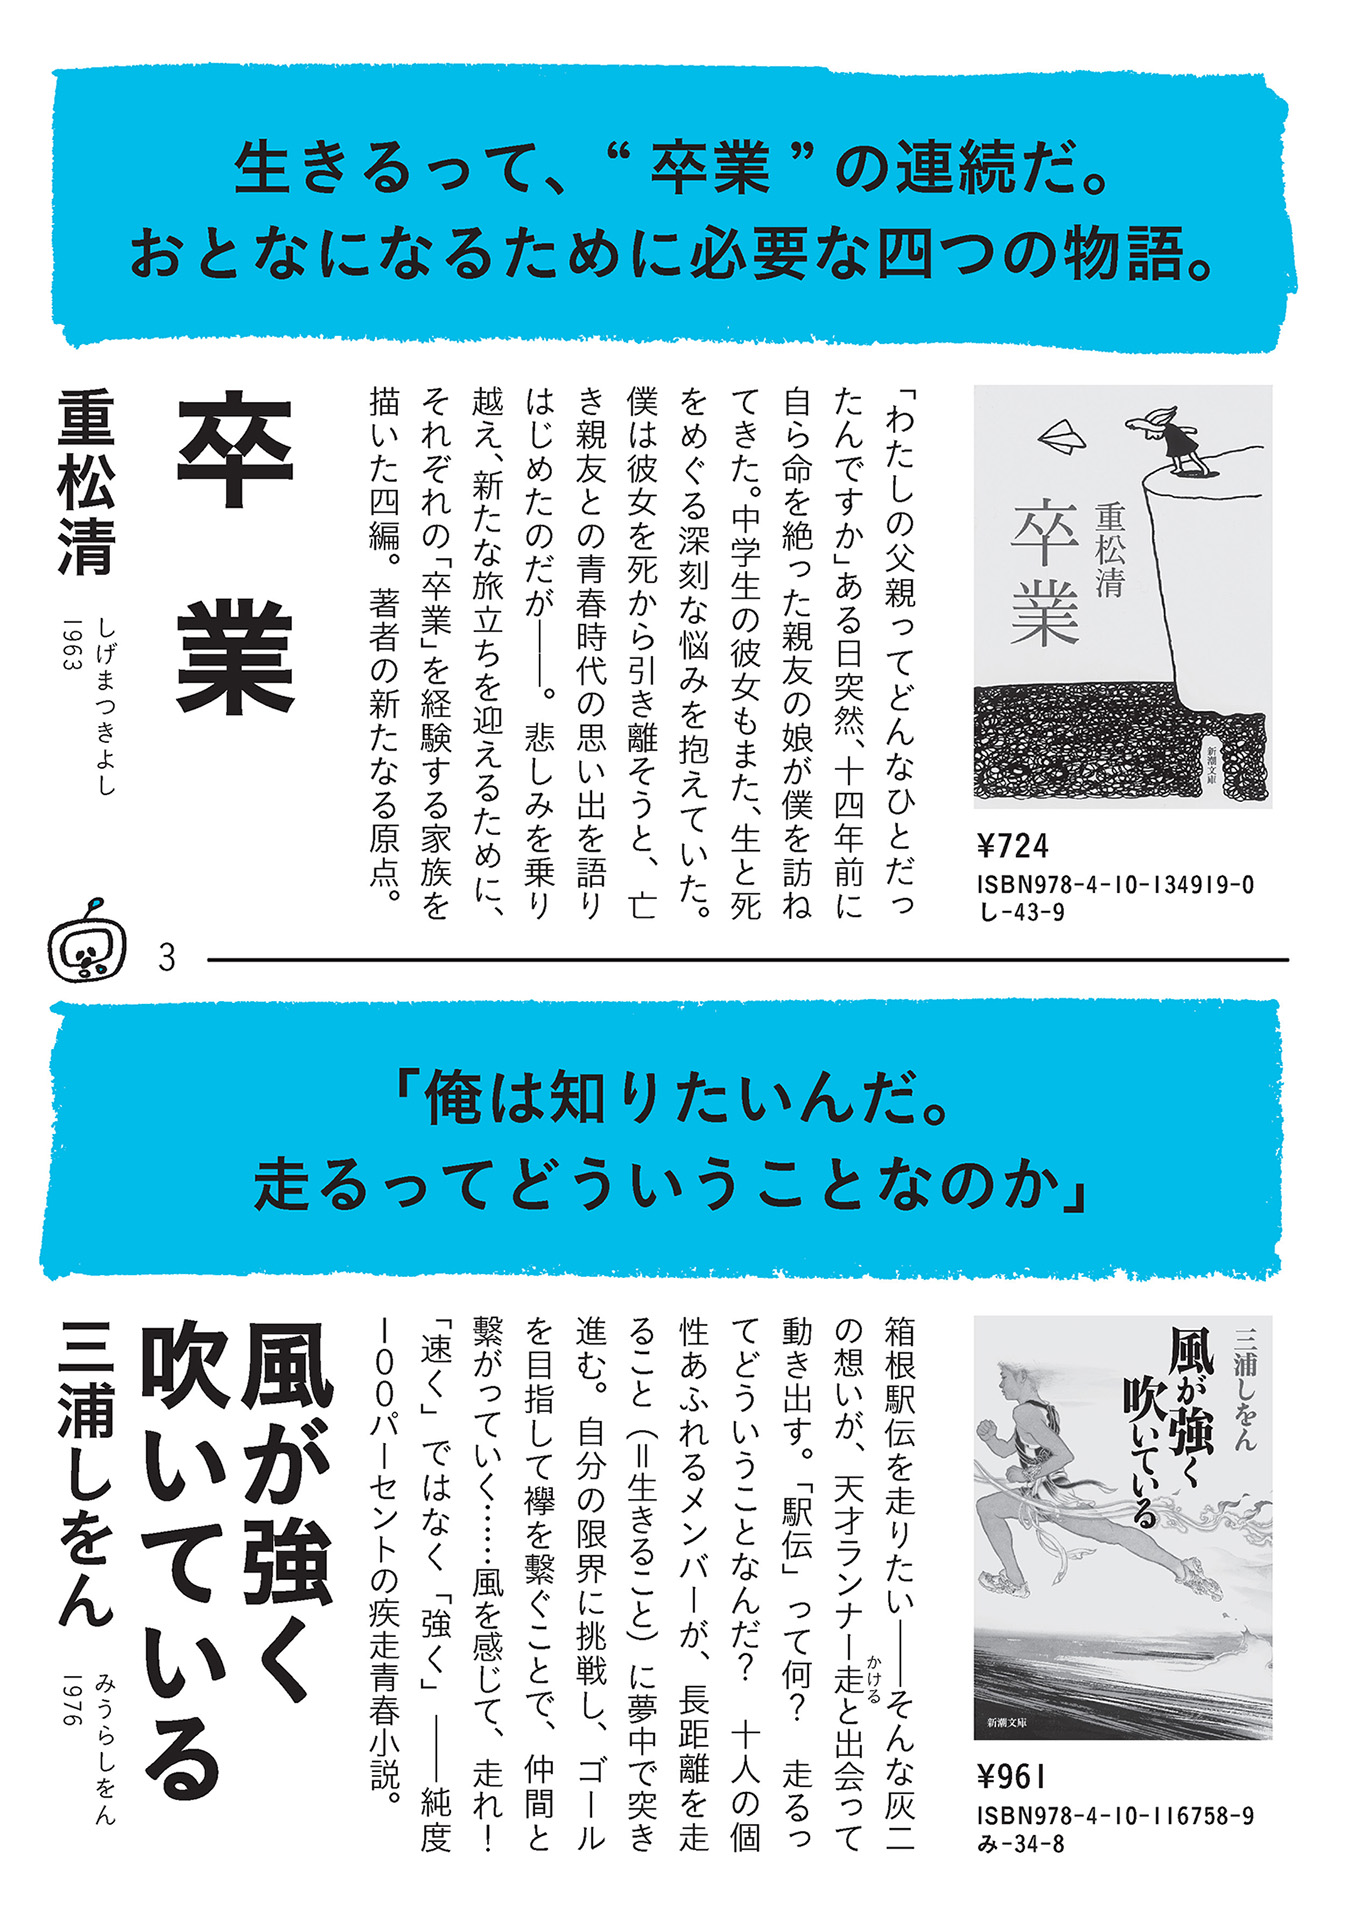 生きるって、“卒業”の連続だ。
おとなになるために必要な四つの物語。
重松清
卒業
新潮文庫
¥724
ISBN978-4-10-134919-0
し-43-9
「わたしの父親ってどんなひとだっ
たんですか」ある日突然、十四年前に
自ら命を絶った親友の娘が僕を訪ね
てきた。中学生の彼女もまた、生と死
をめぐる深刻な悩みを抱えていた。
僕は彼女を死から引き離そうと、亡
き親友との青春時代の思い出を語り
はじめたのだが――。悲しみを乗り
越え、新たな旅立ちを迎えるために、
それぞれの「卒業」を経験する家族を
描いた四編。著者の新たなる原点。
卒業
重松清
しげまつきよし
1963
3
「俺は知りたいんだ。
走るってどういうことなのか」
三浦しをん
風が強く
吹いている
新潮文庫
¥961
ISBN978-4-10-116758-9
み-34-8
箱根駅伝を走りたい――そんな灰二
の想いが、天才ランナー走と出会って
かける
動き出す。「駅伝」って何？　走るっ
てどういうことなんだ？　十人の個
性あふれるメンバーが、長距離を走
ること（＝生きること）に夢中で突き
進む。自分の限界に挑戦し、ゴール
を目指して襷を繋ぐことで、仲間と
繋がっていく……風を感じて、走れ！
「速く」ではなく「強く」――純度
100パーセントの疾走青春小説。
風が強く
吹いている
三浦しをん
みうらしをん
1976